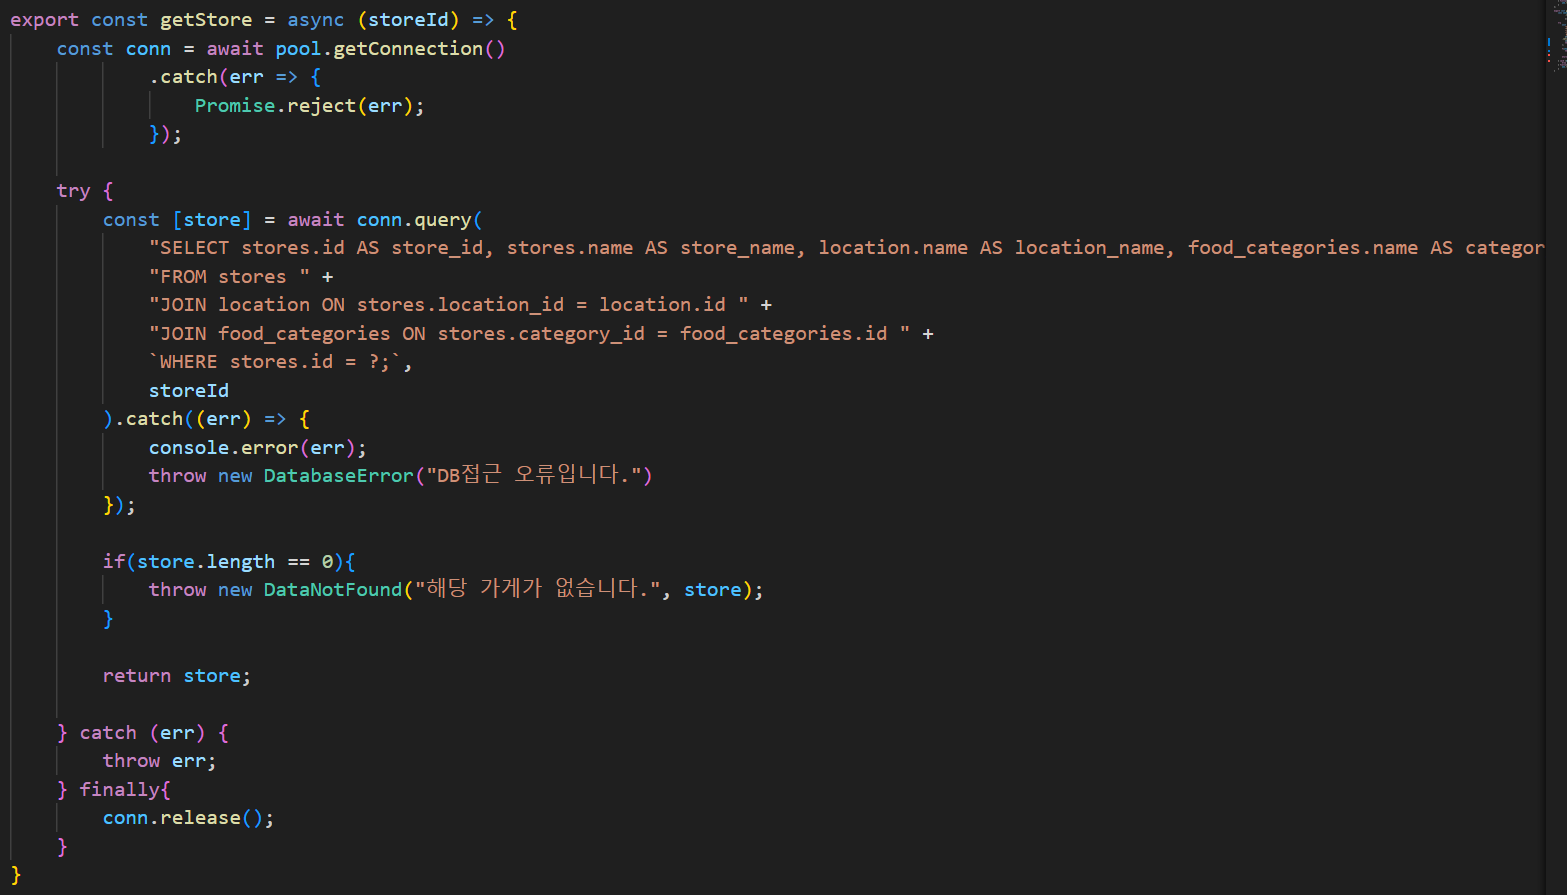 export const getStore = async (storeId) => {
    const conn = await pool.getConnection()
            .catch(err => {
                Promise.reject(err);
            });

    try {
        const [store] = await conn.query(
            "SELECT stores.id AS store_id, stores.name AS store_name, location.name AS location_name, food_categories.name AS categor
            "FROM stores " +
            "JOIN location ON stores.location_id = location.id " +
            "JOIN food_categories ON stores.category_id = food_categories.id " +
            `WHERE stores.id = ?;`,
            storeId
        ).catch((err) => {
            console.error(err);
            throw new DatabaseError("DB접근 오류입니다.")
        });

        if(store.length == 0){
            throw new DataNotFound("해당 가게가 없습니다.", store);
        }

        return store;

    } catch (err) {
        throw err;
    } finally{
        conn.release();
    }
}